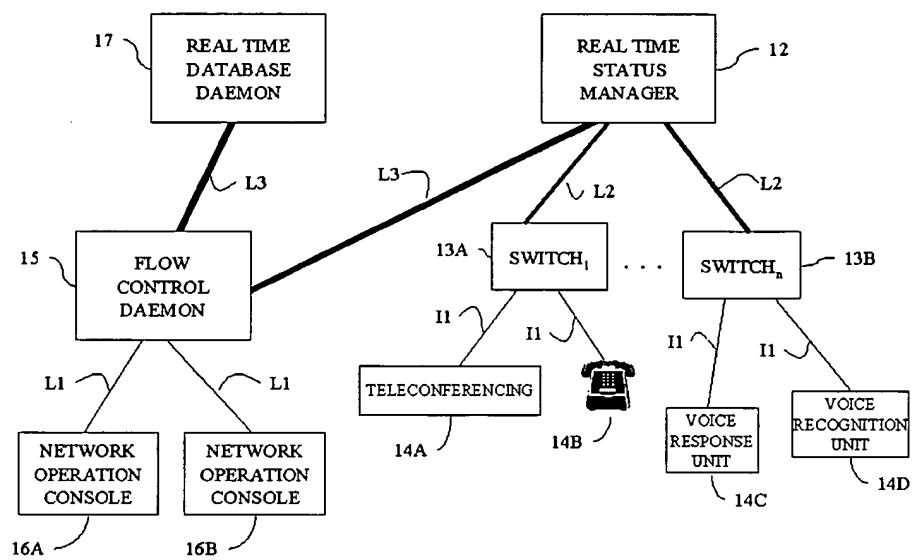 17
REAL TIME
DATABASE
DAEMON
REAL TIME
STATUS
MANAGER
12
L3
L3
L2
L2
15
FLOW
CONTROL
DAEMON
13A
SWITCH1
. . .
SWITCHn
13B
L1
L1
I1
I1
I1
I1
TELECONFERENCING
14A
14B
VOICE
RESPONSE
UNIT
14C
VOICE
RECOGNITION
UNIT
14D
NETWORK
OPERATION
CONSOLE
16A
NETWORK
OPERATION
CONSOLE
16B